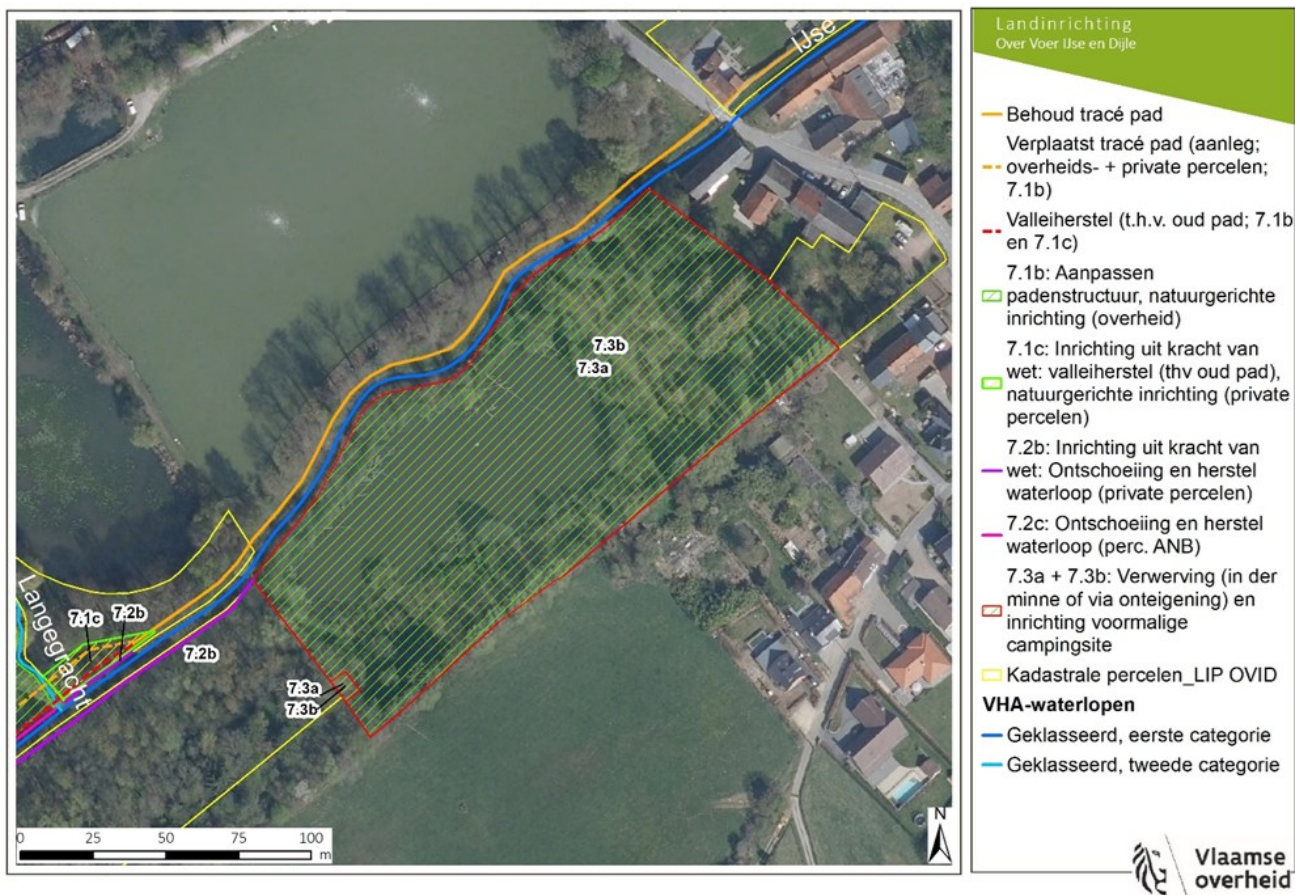 IJse
7.3b
7.3a
Langegracht
7.1c
7.2b
7.2b
7.3a
7.3b
0 25 50 75 100
m
N
Landinrichting
Over Voer IJse en Dijle
Behoud tracé pad
Verplaatst tracé pad (aanleg;
overheids- + private percelen;
7.1b)
Valleiherstel (t.h.v. oud pad; 7.1b
en 7.1c)
7.1b: Aanpassen
padenstructuur, natuurgerichte
inrichting (overheid)
7.1c: Inrichting uit kracht van
wet: valleiherstel (thv oud pad),
natuurgerichte inrichting (private
percelen)
7.2b: Inrichting uit kracht van
wet: Ontschoeiing en herstel
waterloop (private percelen)
7.2c: Ontschoeiing en herstel
waterloop (perc. ANB)
7.3a + 7.3b: Verwerving (in der
minne of via onteigening) en
inrichting voormalige
campingsite
Kadastrale percelen_LIP OVID
VHA-waterlopen
Geklasseerd, eerste categorie
Geklasseerd, tweede categorie
Vlaamse
overheid